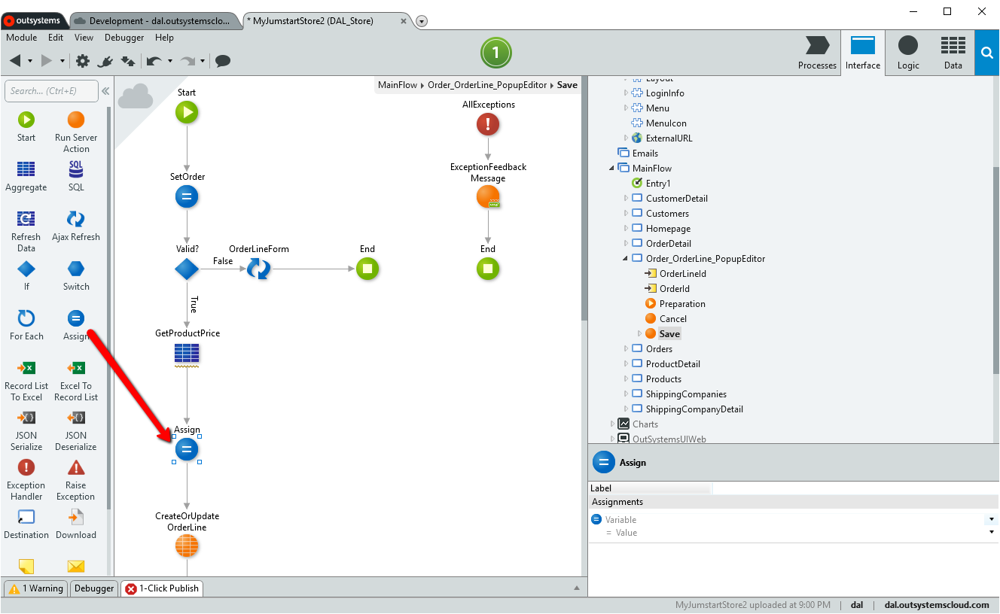 outsystems
Development - dal.outsystemsclo...
* MyJumstartStore2 (DAL_Store)
Module Edit View Debugger Help
1
Processes
Interface
Logic
Data
Search... (Ctrl+E)
Start
Run Server
Action
Aggregate
SQL
SQL
Refresh
Data
Ajax Refresh
If
Switch
For Each
Assign
Record List
To Excel
Excel To
Record List
JSON
Serialize
JSON
Deserialize
Exception
Handler
Raise
Exception
Destination
Download
MainFlow Order_OrderLine_PopupEditor Save
Start
SetOrder
Valid?
False
OrderLineForm
End
True
GetProductPrice
Assign
CreateOrUpdate
OrderLine
AllExceptions
ExceptionFeedback
Message
End
Layout
LoginInfo
Menu
MenuIcon
ExternalURL
Emails
MainFlow
Entry1
CustomerDetail
Customers
Homepage
OrderDetail
Order_OrderLine_PopupEditor
OrderLineId
OrderId
Preparation
Cancel
Save
Orders
ProductDetail
Products
ShippingCompanies
ShippingCompanyDetail
Charts
OutSystemsUIWeb
Assign
Label
Assignments
Variable
= Value
1 Warning
Debugger
1-Click Publish
MyJumstartStore2 uploaded at 9:00 PM | dal | dal.outsystemscloud.com